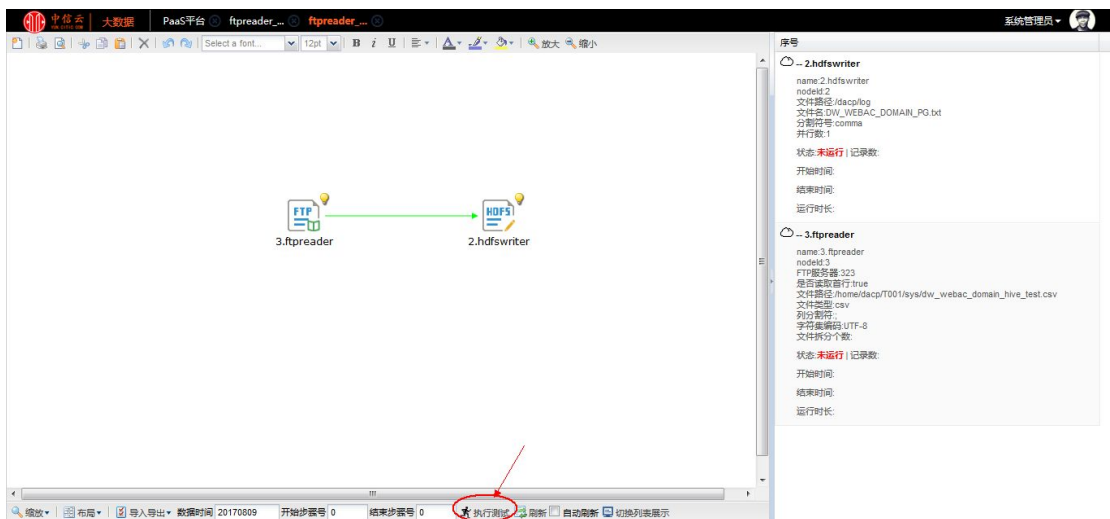 中信云 大数据 PaaS平台 ftpreader_... ftpreader_... 系统管理员
Select a font... 12pt B i U A 放大 缩小
序号
-- 2.hdfswriter
name:2.hdfswriter
nodeId:2
文件路径:/dacp/log
文件名:DW_WEBAC_DOMAIN_PG.txt
分割符号:comma
并行数:1
状态:未运行 | 记录数:
开始时间:
结束时间:
运行时长:
-- 3.ftpreader
name:3.ftpreader
nodeId:3
FTP服务器:323
是否读取首行:true
文件路径:/home/dacp/T001/sys/dw_webac_domain_hive_test.csv
文件类型:csv
列分割符:;
字符集编码:UTF-8
文件拆分个数:
状态:未运行 | 记录数:
开始时间:
结束时间:
运行时长:
FTP HDFS
3.ftpreader 2.hdfswriter
缩放 布局 导入导出 数据时间 20170809 开始步骤号 0 结束步骤号 0 执行测试 刷新 自动刷新 切换列表展示